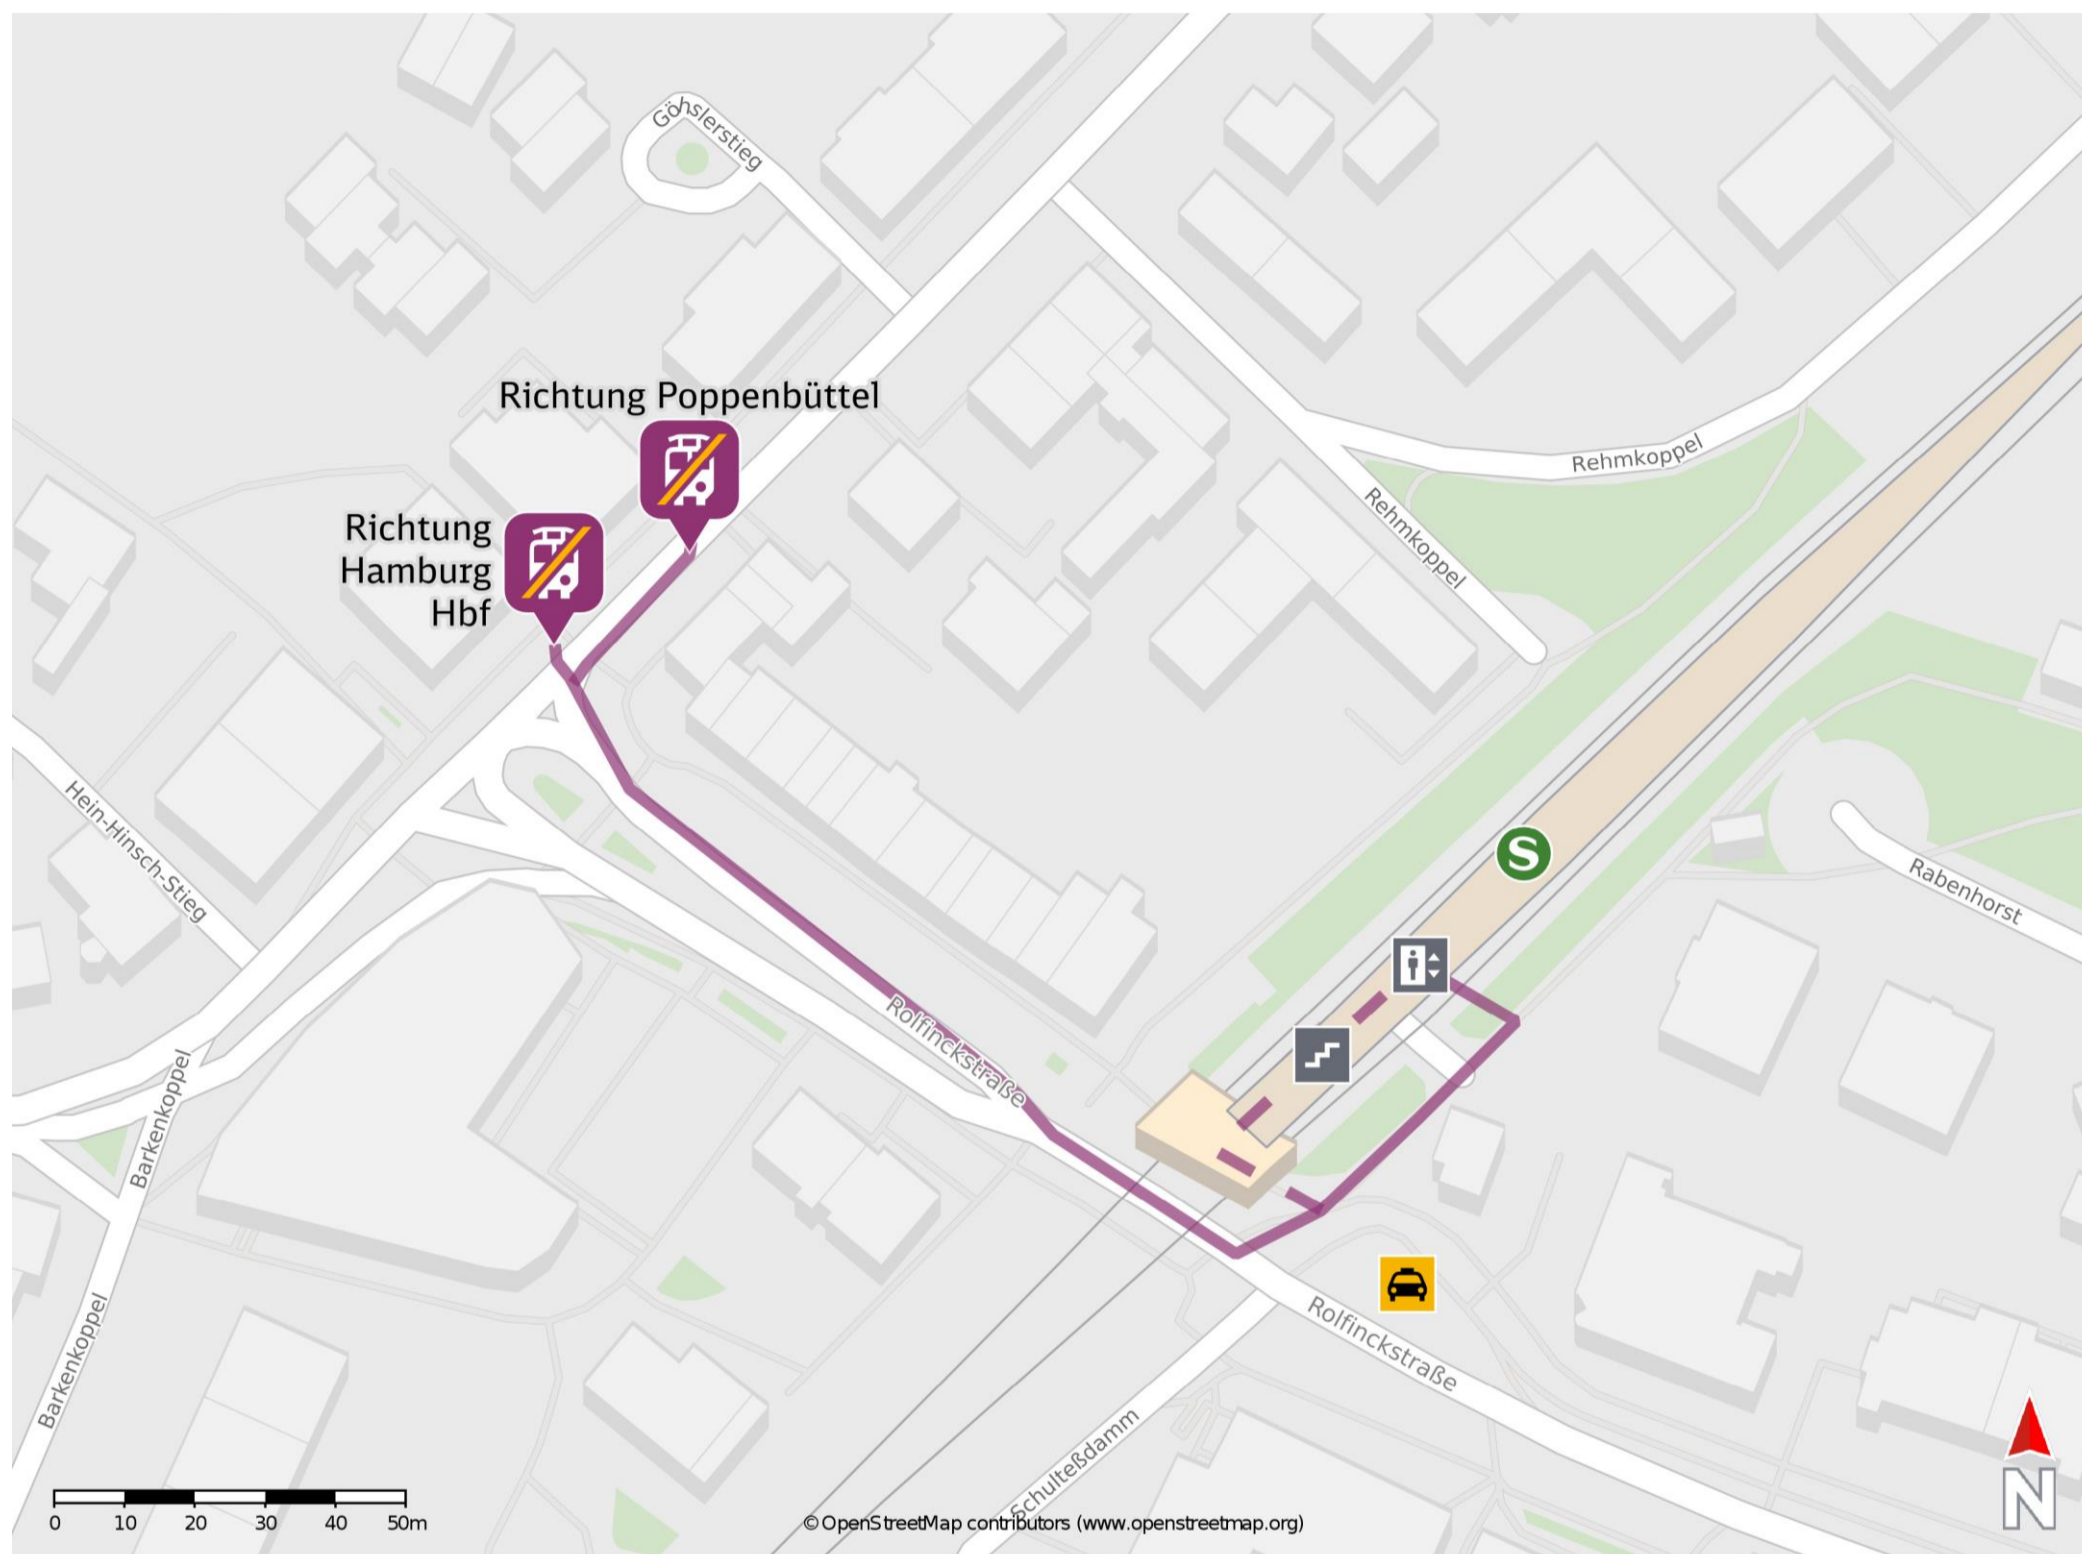 Göhslerstieg
Richtung Poppenbüttel
Richtung
Hamburg
Hbf
Rehmkoppel
Rehmkoppel
Hein-Hinsch-Stieg
S
Rabenhorst
Rolfinckstraße
Barkenkoppel
Barkenkoppel
Rolfinckstraße
Schulteßdamm
N
0 10 20 30 40 50m
© OpenStreetMap contributors (www.openstreetmap.org)